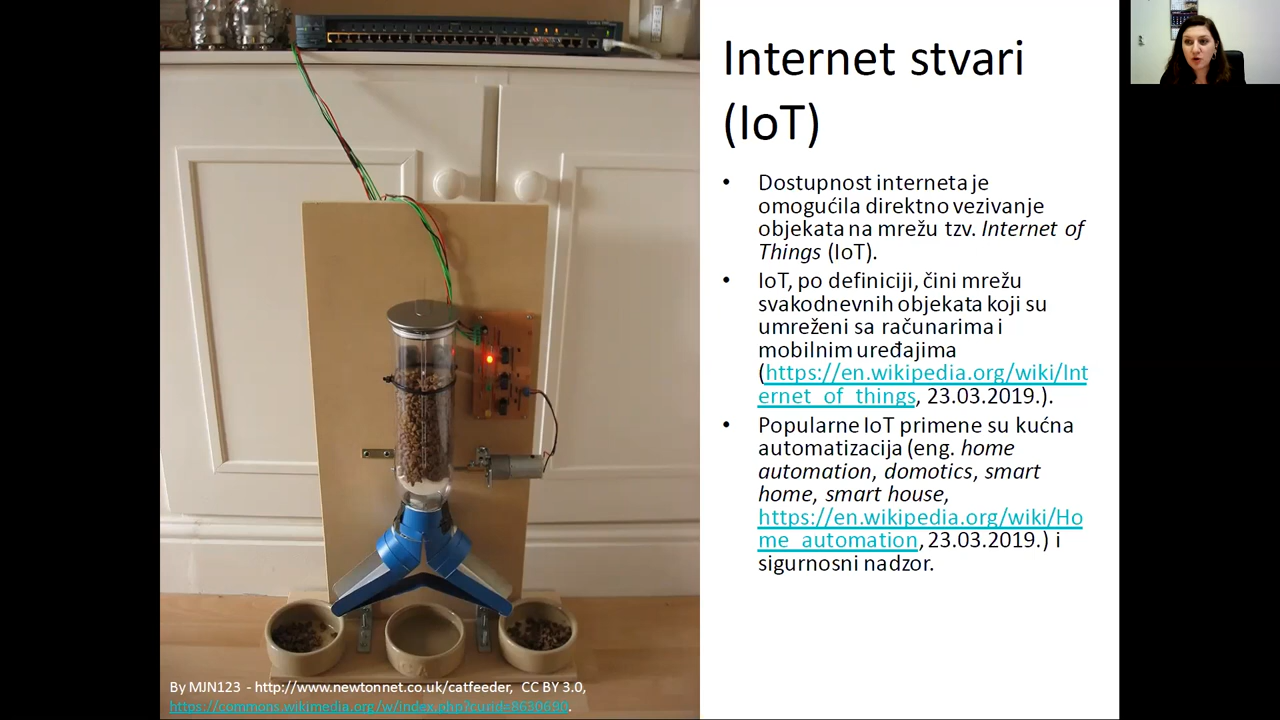 Internet stvari
(IoT)
• Dostupnost interneta je
omogućila direktno vezivanje
objekata na mrežu tzv. Internet of
Things (IoT).
• IoT, po definiciji, čini mrežu
svakodnevnih objekata koji su
umreženi sa računarima i
mobilnim uređajima
(https://en.wikipedia.org/wiki/Int
ernet_of_things, 23.03.2019.).
• Popularne IoT primene su kućna
automatizacija (eng. home
automation, domotics, smart
home, smart house,
https://en.wikipedia.org/wiki/Ho
me_automation, 23.03.2019.) i
sigurnosni nadzor.
By MJN123 - http://www.newtonnet.co.uk/catfeeder, CC BY 3.0,
https://commons.wikimedia.org/w/index.php?curid=8630690.